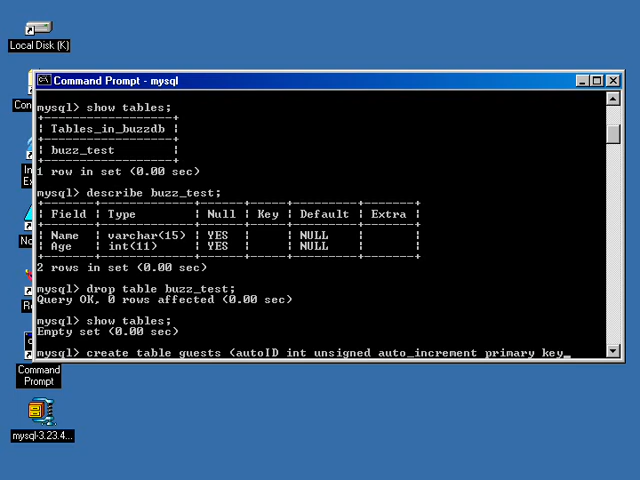 Local Disk (K)
Command Prompt - mysql
mysql> show tables;
Tables_in_buzzdb
buzz_test
1 row in set (0.00 sec)
mysql> describe buzz_test;
Field | Type | Null | Key | Default | Extra
Name | varchar(15) | YES | | NULL |
Age | int(11) | YES | | NULL |
2 rows in set (0.00 sec)
mysql> drop table buzz_test;
Query OK, 0 rows affected (0.00 sec)
mysql> show tables;
Empty set (0.00 sec)
mysql> create table guests (autoID int unsigned auto_increment primary key_
Command
Prompt
mysql-3.23.4...